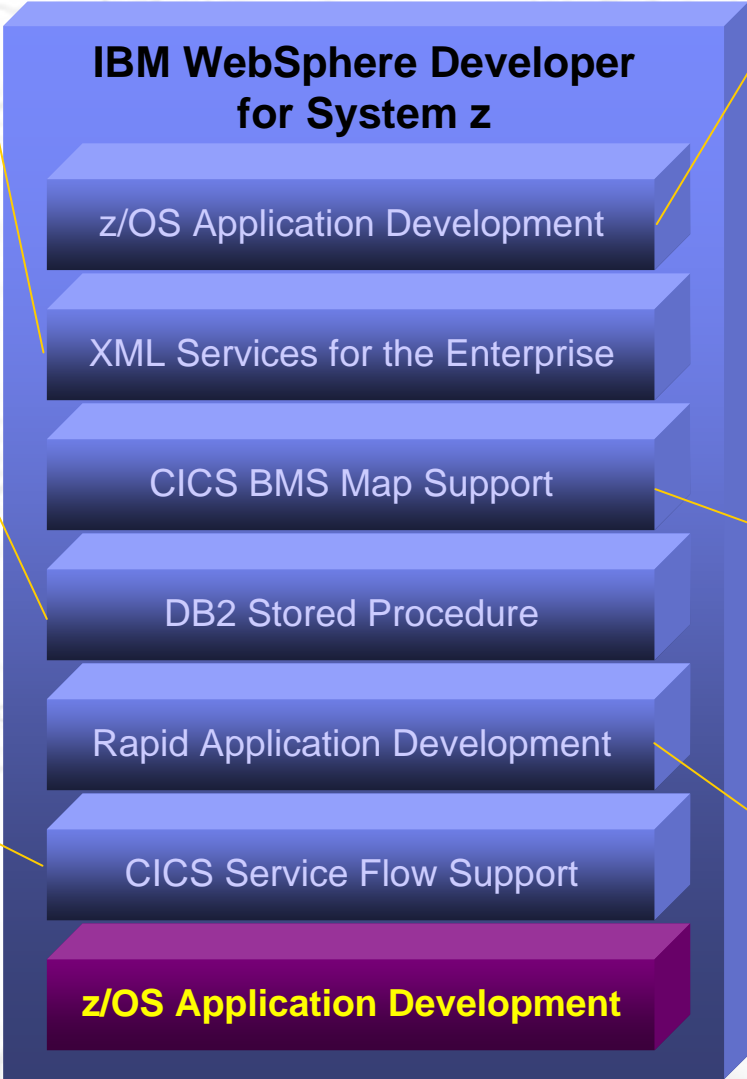 IBM WebSphere Developer
for System z
z/OS Application Development
XML Services for the Enterprise
CICS BMS Map Support
DB2 Stored Procedure
Rapid Application Development
CICS Service Flow Support
z/OS Application Development